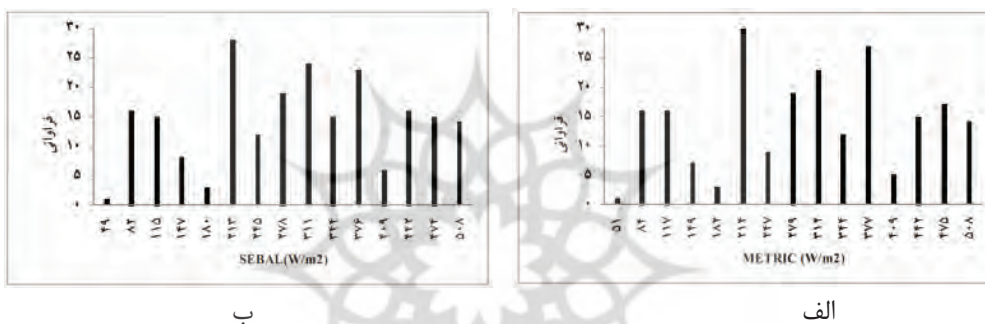 ۳۰
۲۵
۲۰
۱۵
۱۰
۵
۰
فراوانی
۵۱ ۸۴ ۱۱۷ ۱۴۹ ۱۸۲ ۲۱۴ ۲۴۷ ۲۷۹ ۳۱۲ ۳۴۴ ۳۷۷ ۴۰۹ ۴۴۲ ۴۷۵ ۵۰۸
METRIC (W/m2)
الف
۳۰
۲۵
۲۰
۱۵
۱۰
۵
۰
فراوانی
۴۹ ۸۲ ۱۱۵ ۱۴۷ ۱۸۰ ۲۱۳ ۲۴۵ ۲۷۸ ۳۱۱ ۳۴۴ ۳۷۶ ۴۰۹ ۴۴۲ ۴۷۴ ۵۰۸
SEBAL(W/m2)
ب